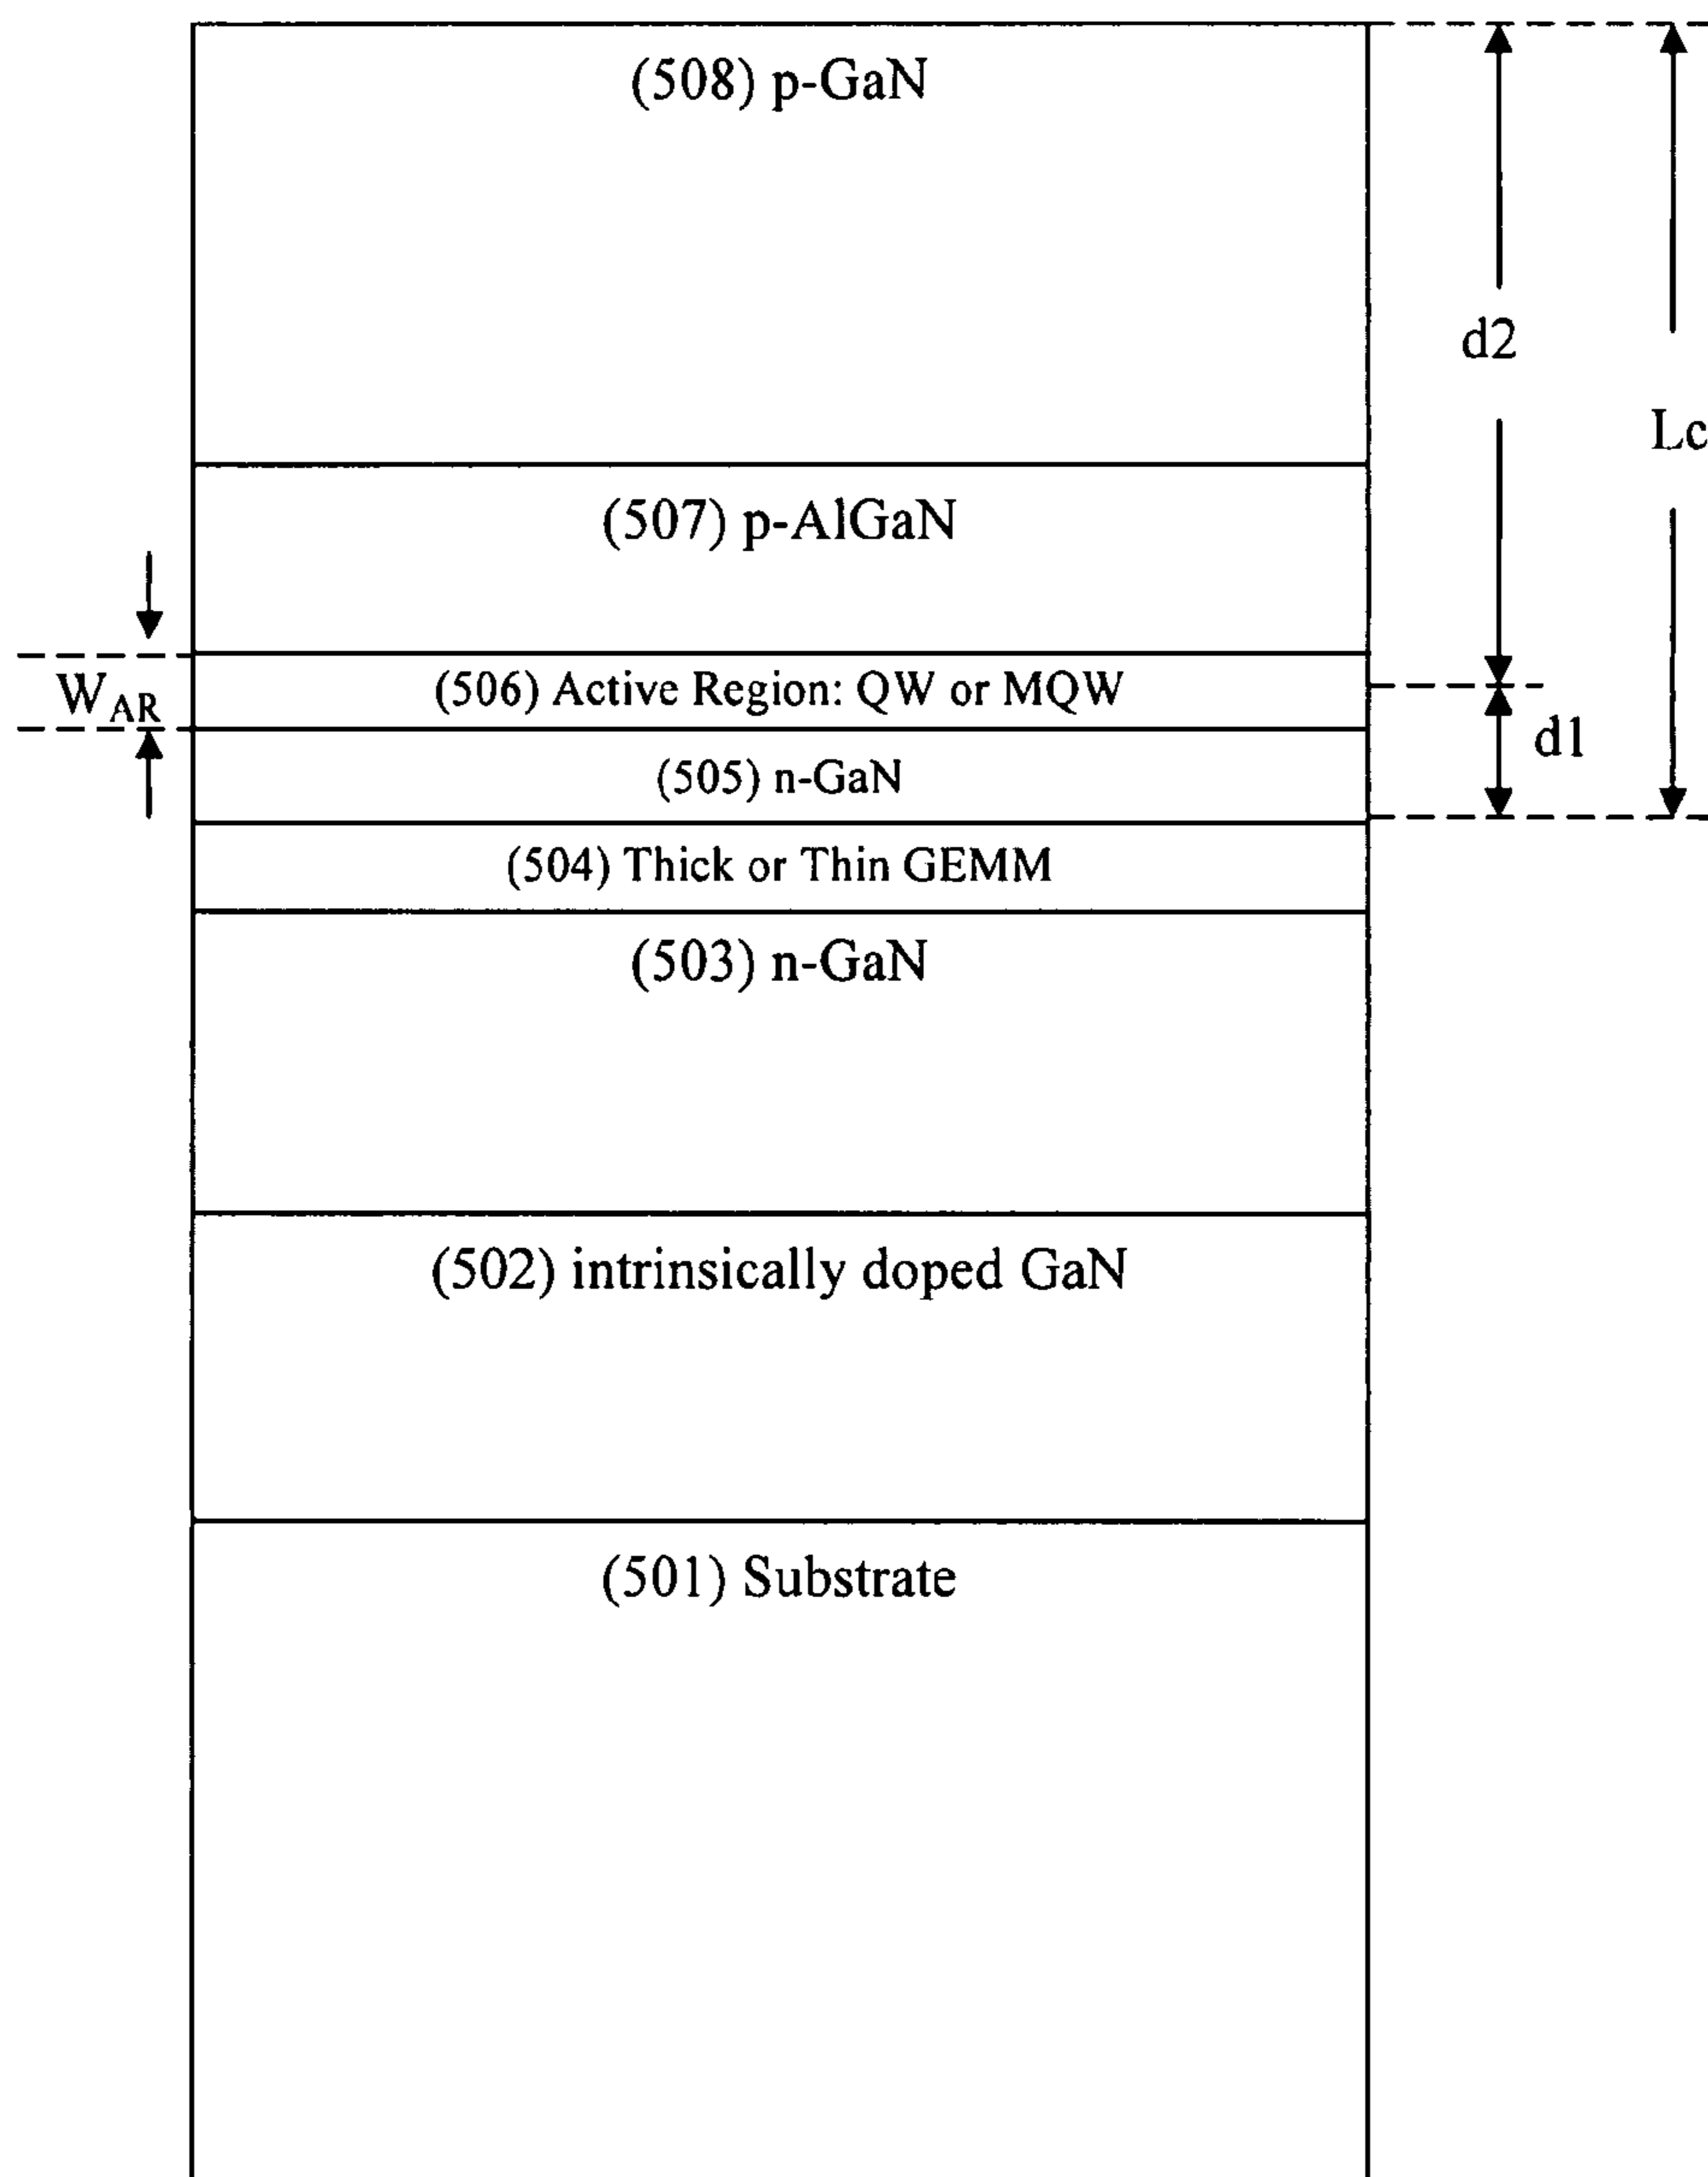 (508) p-GaN
d2
Lc
(507) p-AlGaN
W_AR
(506) Active Region: QW or MQW
d1
(505) n-GaN
(504) Thick or Thin GEMM
(503) n-GaN
(502) intrinsically doped GaN
(501) Substrate